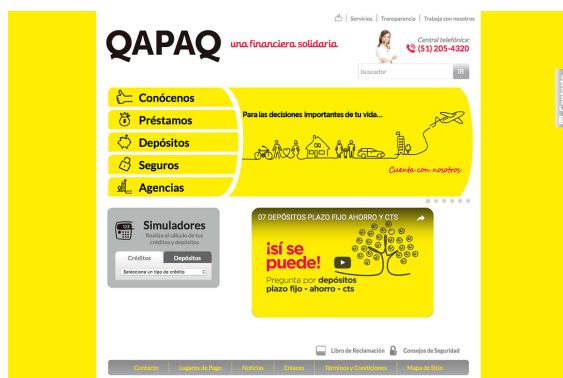 Servicios | Transparencia | Trabaja con nosotros
QAPAQ una financiera solidaria
Central telefónica:
(51) 205-4320
buscador IR
Conócenos
Préstamos
Depósitos
Seguros
Agencias
Para las decisiones importantes de tu vida...
Cuenta con nosotros
Simuladores
Realiza el cálculo de tus
créditos y depósitos
Créditos Depósitos
Selecciona un tipo de crédito
07 DEPÓSITOS PLAZO FIJO AHORRO Y CTS
¡sí se
puede!
Pregunta por depósitos
plazo fijo - ahorro - cts
Libro de Reclamación Consejos de Seguridad
Contacto | Lugares de Pago | Noticias | Enlaces | Términos y Condiciones | Mapa de Sitio